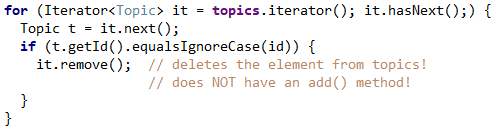 for (Iterator<Topic> it = topics.iterator(); it.hasNext();) {
  Topic t = it.next();
  if (t.getId().equalsIgnoreCase(id)) {
    it.remove();  // deletes the element from topics!
                  // does NOT have an add() method!
  }
}